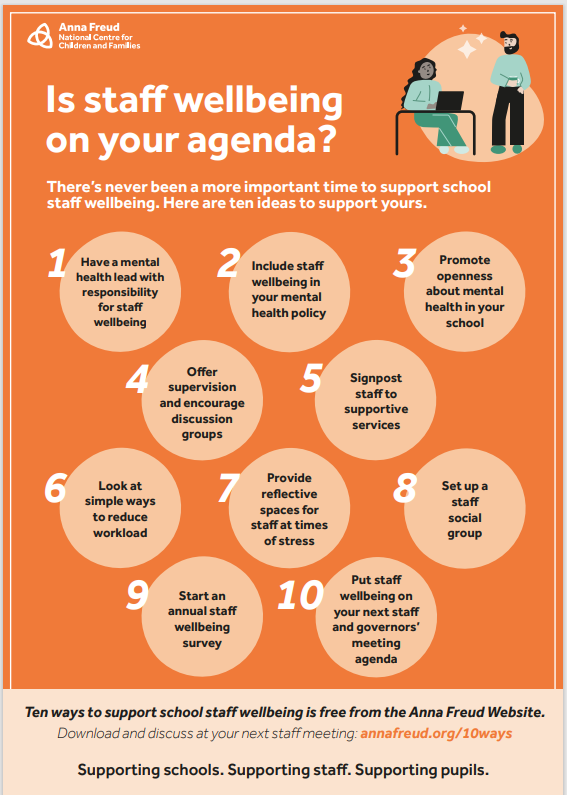 Anna Freud
National Centre for
Children and Families
Is staff wellbeing
on your agenda?
There's never been a more important time to support school
staff wellbeing. Here are ten ideas to support yours.
1
Have a mental
health lead with
responsibility
for staff
wellbeing
2
Include staff
wellbeing in
your mental
health policy
3
Promote
openness
about mental
health in your
school
4
Offer
supervision
and encourage
discussion
groups
5
Signpost
staff to
supportive
services
6
Look at
simple ways
to reduce
workload
7
Provide
reflective
spaces for
staff at times
of stress
8
Set up a
staff
social
group
9
Start an
annual staff
wellbeing
survey
10
Put staff
wellbeing on
your next staff
and governors'
meeting
agenda
Ten ways to support school staff wellbeing is free from the Anna Freud Website.
Download and discuss at your next staff meeting: annafreud.org/10ways
Supporting schools. Supporting staff. Supporting pupils.